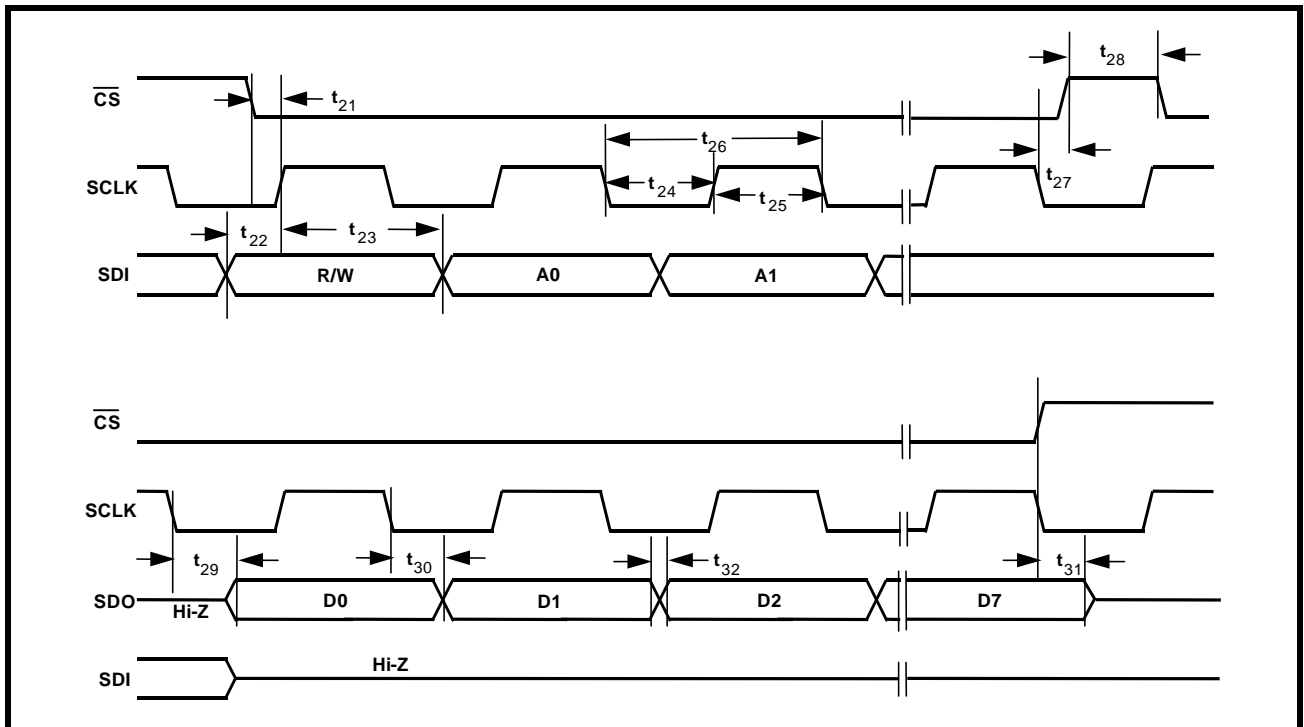 t28
CS
t21
t26
SCLK
t24
t25
t27
t22
t23
SDI
R/W
A0
A1
CS
SCLK
t29
t30
t32
t31
SDO
Hi-Z
D0
D1
D2
D7
SDI
Hi-Z